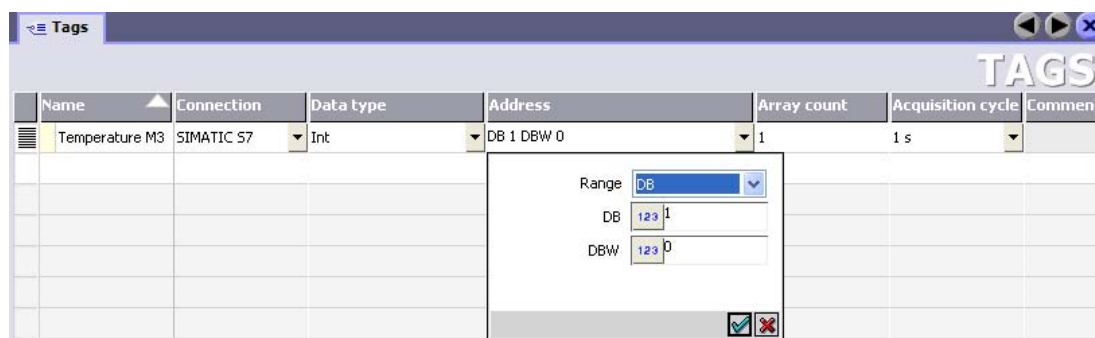 Tags
TAGS
Name Connection Data type Address Array count Acquisition cycle Commen
Temperature M3 SIMATIC S7 Int DB 1 DBW 0 1 1 s
Range DB
DB 123 1
DBW 123 0